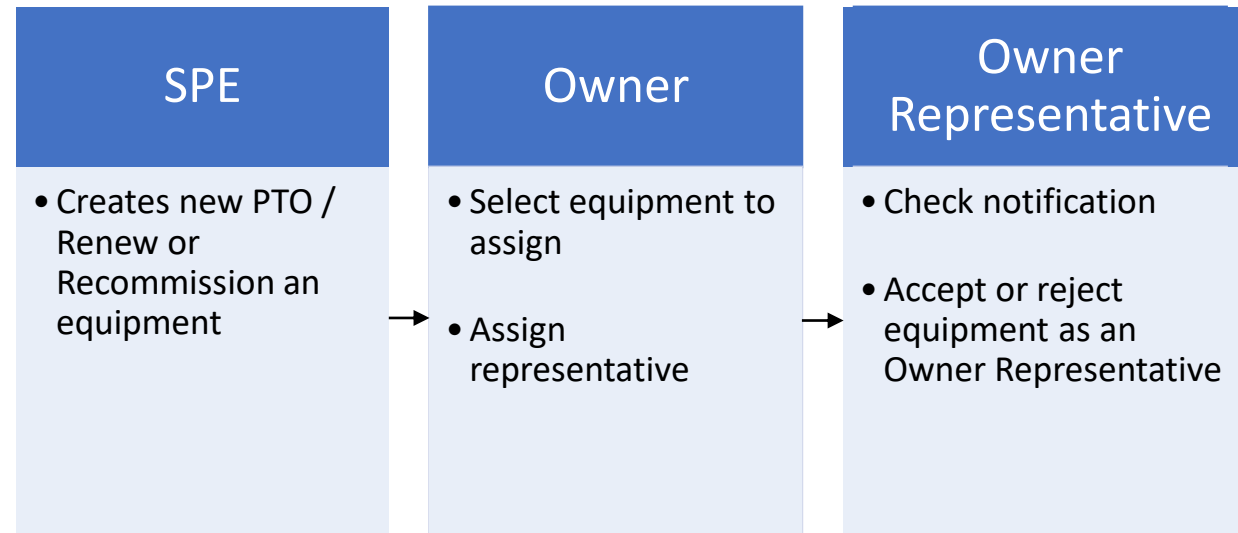 SPE
• Creates new PTO /
Renew or
Recommission an
equipment
Owner
• Select equipment to
assign
• Assign
representative
Owner
Representative
• Check notification
• Accept or reject
equipment as an
Owner Representative